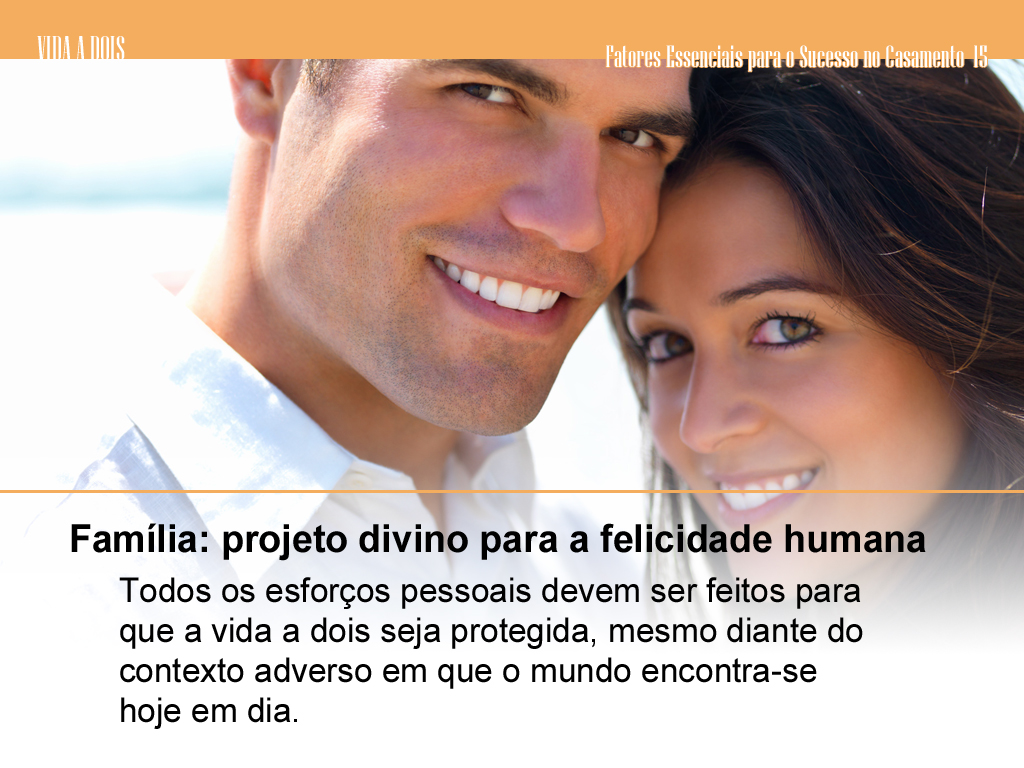 VIDA A DOIS
Fatores Essenciais para o Sucesso no Casamento 15
Família: projeto divino para a felicidade humana
Todos os esforços pessoais devem ser feitos para
que a vida a dois seja protegida, mesmo diante do
contexto adverso em que o mundo encontra-se
hoje em dia.